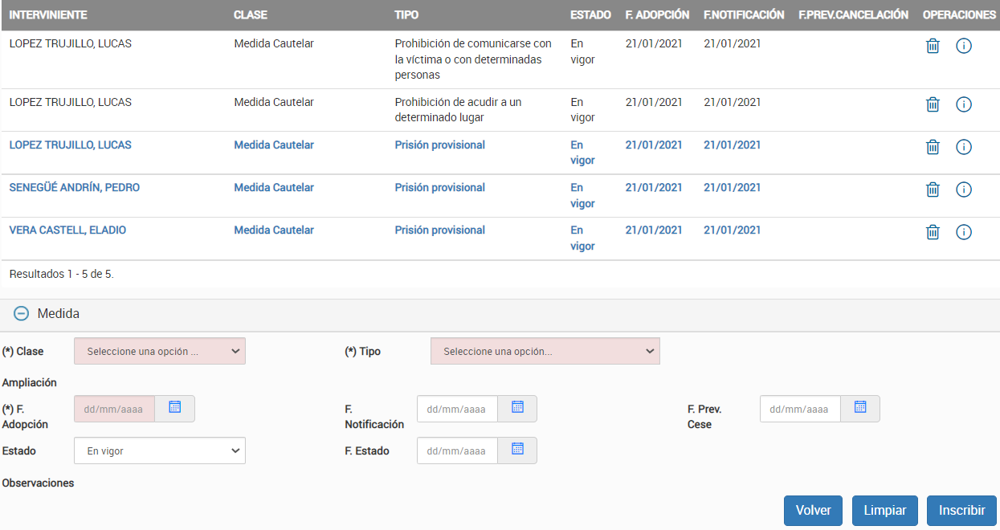 INTERVINIENTE CLASE TIPO ESTADO F. ADOPCIÓN F.NOTIFICACIÓN F.PREV.CANCELACIÓN OPERACIONES
LOPEZ TRUJILLO, LUCAS Medida Cautelar Prohibición de comunicarse con En 21/01/2021 21/01/2021
la víctima o con determinadas vigor
personas
LOPEZ TRUJILLO, LUCAS Medida Cautelar Prohibición de acudir a un En 21/01/2021 21/01/2021
determinado lugar vigor
LOPEZ TRUJILLO, LUCAS Medida Cautelar Prisión provisional En 21/01/2021 21/01/2021
vigor
SENEGÜÉ ANDRÍN, PEDRO Medida Cautelar Prisión provisional En 21/01/2021 21/01/2021
vigor
VERA CASTELL, ELADIO Medida Cautelar Prisión provisional En 21/01/2021 21/01/2021
vigor
Resultados 1 - 5 de 5.
Medida
(*) Clase Seleccione una opción ... (*) Tipo Seleccione una opción...
Ampliación
(*) F. dd/mm/aaaa F. dd/mm/aaaa F. Prev. dd/mm/aaaa
Adopción Notificación Cese
Estado En vigor F. Estado dd/mm/aaaa
Observaciones
Volver Limpiar Inscribir